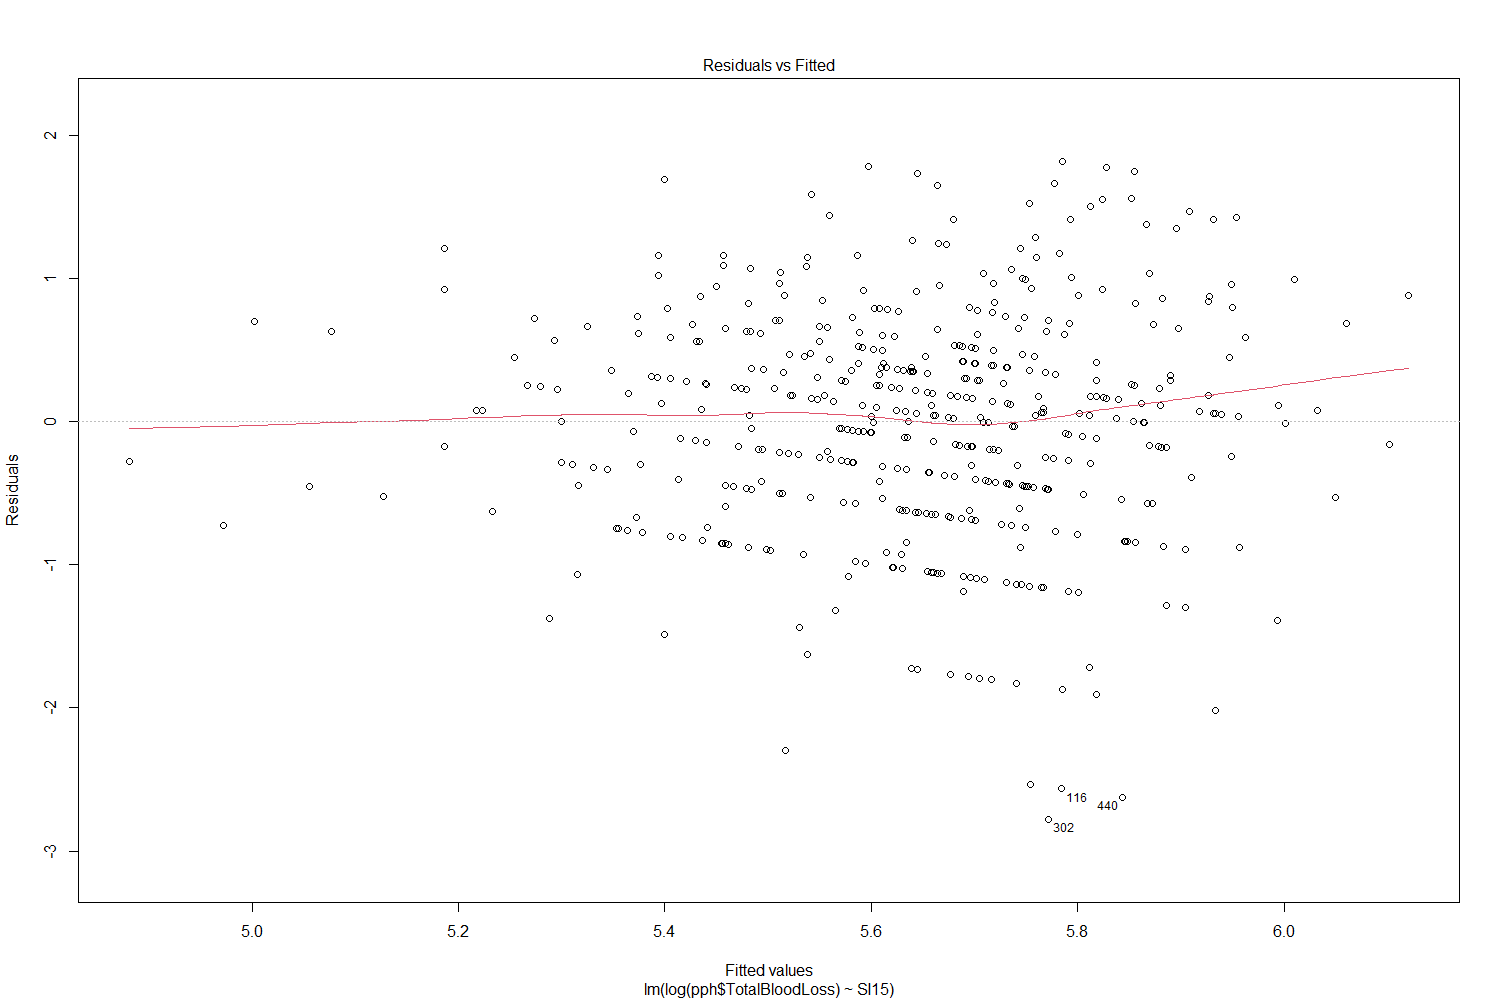 Residuals vs Fitted
2
1
0
-1
-2
-3
Residuals
116
440
302
5.0 5.2 5.4 5.6 5.8 6.0
Fitted values
lm(log(pph$TotalBloodLoss) ~ SI15)